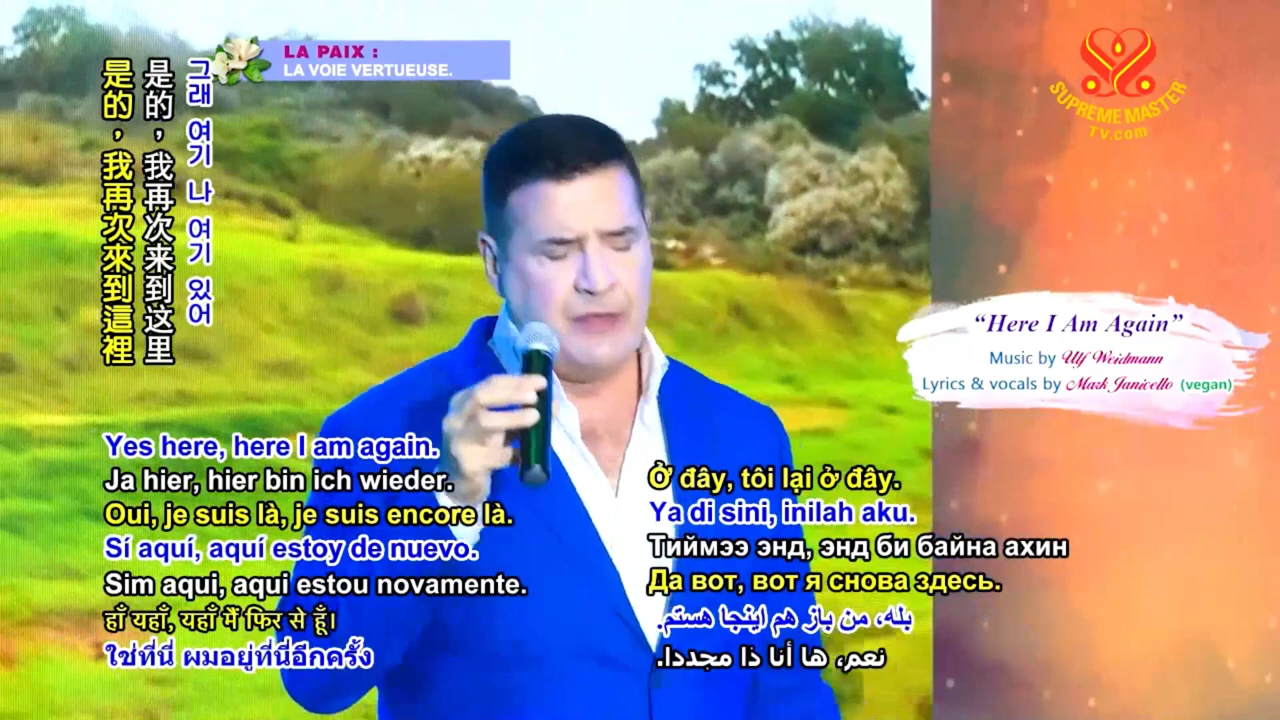 LA PAIX :
LA VOIE VERTUEUSE.
SUPREME MASTER
TV.com
그래 여기 나 여기 있어
是的，我再次来到这里
是的，我再次來到這裡
“Here I Am Again”
Music by Ulf Weidmann
Lyrics & vocals by Mark Janicello (vegan)
Yes here, here I am again.
Ja hier, hier bin ich wieder.
Oui, je suis là, je suis encore là.
Sí aquí, aquí estoy de nuevo.
Sim aqui, aqui estou novamente.
हाँ यहाँ, यहाँ मैं फिर से हूँ।
ใช่ที่นี่ ผมอยู่ที่นี่อีกครั้ง
Ở đây, tôi lại ở đây.
Ya di sini, inilah aku.
Тиймээ энд, энд би байна ахин
Да вот, вот я снова здесь.
بله، من باز هم اینجا هستم.
نعم، ها أنا ذا مجددا.